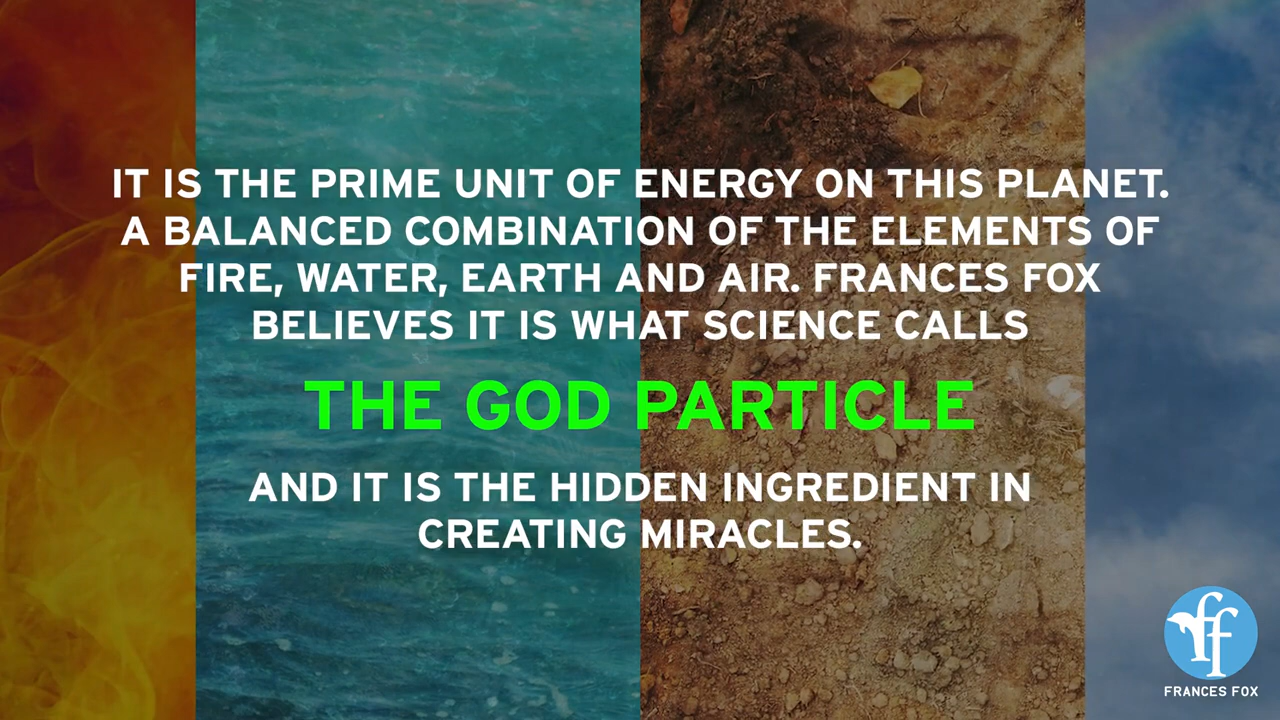 IT IS THE PRIME UNIT OF ENERGY ON THIS PLANET.
A BALANCED COMBINATION OF THE ELEMENTS OF
FIRE, WATER, EARTH AND AIR. FRANCES FOX
BELIEVES IT IS WHAT SCIENCE CALLS
THE GOD PARTICLE
AND IT IS THE HIDDEN INGREDIENT IN
CREATING MIRACLES.
ff
FRANCES FOX